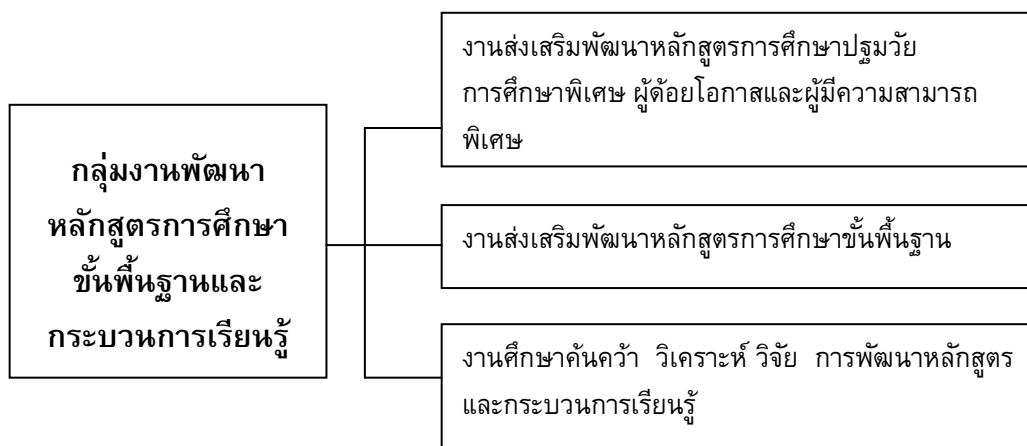 กลุ่มงานพัฒนา
หลักสูตรการศึกษา
ขั้นพื้นฐานและ
กระบวนการเรียนรู้
งานส่งเสริมพัฒนาหลักสูตรการศึกษาปฐมวัย
การศึกษาพิเศษ ผู้ด้อยโอกาสและผู้มีความสามารถ
พิเศษ
งานส่งเสริมพัฒนาหลักสูตรการศึกษาขั้นพื้นฐาน
งานศึกษาค้นคว้า วิเคราะห์ วิจัย การพัฒนาหลักสูตร
และกระบวนการเรียนรู้